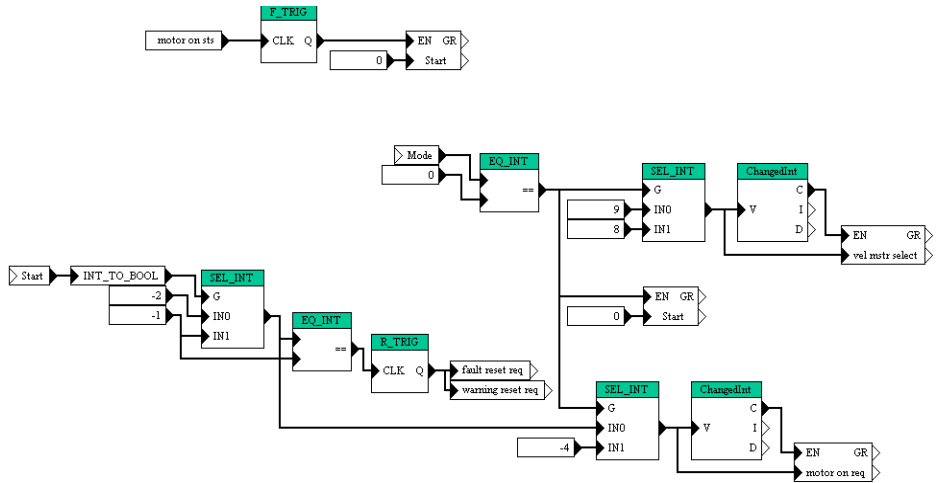 F_TRIG
motor on sts CLK Q EN GR
0 Start
Mode EQ_INT
0 ==
SEL_INT ChangedInt
G C
9 IN0 V I
8 IN1 D
EN GR
vel mstr select
Start INT_TO_BOOL SEL_INT
-2 G
-1 IN0
IN1
EN GR
0 Start
EQ_INT
==
R_TRIG
CLK Q fault reset req
warning reset req
SEL_INT ChangedInt
G C
IN0 V I
-4 IN1 D
EN GR
motor on req